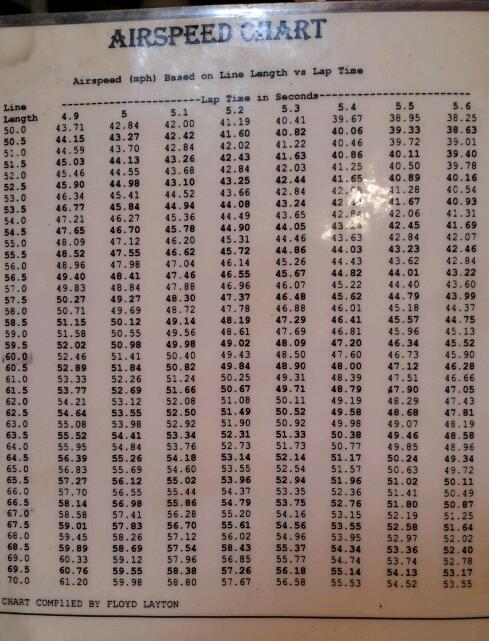 AIRSPEED CHART
Airspeed (mph) Based on Line Length vs Lap Time
Line ------------------------Lap Time in Seconds------------------------
Length 4.9 5 5.1 5.2 5.3 5.4 5.5 5.6
50.0 43.71 42.84 42.00 41.19 40.41 39.67 38.95 38.25
50.5 44.15 43.27 42.42 41.60 40.82 40.06 39.33 38.63
51.0 44.59 43.70 42.84 42.02 41.22 40.46 39.72 39.01
51.5 45.03 44.13 43.26 42.43 41.63 40.86 40.11 39.40
52.0 45.46 44.55 43.68 42.84 42.03 41.25 40.50 39.78
52.5 45.90 44.98 43.10 43.25 42.44 41.65 40.89 40.16
53.0 46.34 45.41 44.52 43.66 42.84 41.28 40.54
53.5 46.77 45.84 44.94 44.08 43.24 41.67 40.93
54.0 47.21 46.27 45.36 44.49 43.65 42.84 42.06 41.31
54.5 47.65 46.70 45.78 44.90 44.05 43.24 42.45 41.69
55.0 48.09 47.12 46.20 45.31 44.46 43.63 42.84 42.07
55.5 48.52 47.55 46.62 45.72 44.86 44.03 43.23 42.46
56.0 48.96 47.98 47.04 46.14 45.26 44.43 43.62 42.84
56.5 49.40 48.41 47.46 46.55 45.67 44.82 44.01 43.22
57.0 49.83 48.84 47.88 46.96 46.07 45.22 44.40 43.60
57.5 50.27 49.27 48.30 47.37 46.48 45.62 44.79 43.99
58.0 50.71 49.69 48.72 47.78 46.88 46.01 45.18 44.37
58.5 51.15 50.12 49.14 48.19 47.29 46.41 45.57 44.75
59.0 51.58 50.55 49.56 48.61 47.69 46.81 45.96 45.13
59.5 52.02 50.98 49.98 49.02 48.09 47.20 46.34 45.52
60.0 52.46 51.41 50.40 49.43 48.50 47.60 46.73 45.90
60.5 52.89 51.84 50.82 49.84 48.90 48.00 47.12 46.28
61.0 53.33 52.26 51.24 50.25 49.31 48.39 47.51 46.66
61.5 53.77 52.69 51.66 50.67 49.71 48.79 47.90 47.05
62.0 54.21 53.12 52.08 51.08 50.11 49.19 48.29 47.43
62.5 54.64 53.55 52.50 51.49 50.52 49.58 48.68 47.81
63.0 55.08 53.98 52.92 51.90 50.92 49.98 49.07 48.19
63.5 55.52 54.41 53.34 52.31 51.33 50.38 49.46 48.58
64.0 55.95 54.84 53.76 52.73 51.73 50.77 49.85 48.96
64.5 56.39 55.26 54.18 53.14 52.14 51.17 50.24 49.34
65.0 56.83 55.69 54.60 53.55 52.54 51.57 50.63 49.72
65.5 57.27 56.12 55.02 53.96 52.94 51.96 51.02 50.11
66.0 57.70 56.55 55.44 54.37 53.35 52.36 51.41 50.49
66.5 58.14 56.98 55.86 54.79 53.75 52.76 51.80 50.87
67.0 58.58 57.41 56.28 55.20 54.16 53.15 52.19 51.25
67.5 59.01 57.83 56.70 55.61 54.56 53.55 52.58 51.64
68.0 59.45 58.26 57.12 56.02 54.96 53.95 52.97 52.02
68.5 59.89 58.69 57.54 58.43 55.37 54.34 53.36 52.40
69.0 60.33 59.12 57.96 56.85 55.77 54.74 53.74 52.78
69.5 60.76 59.55 58.38 57.26 56.18 55.14 54.13 53.17
70.0 61.20 59.98 58.80 57.67 56.58 55.53 54.52 53.55
CHART COMPIlED BY FLOYD LAYTON